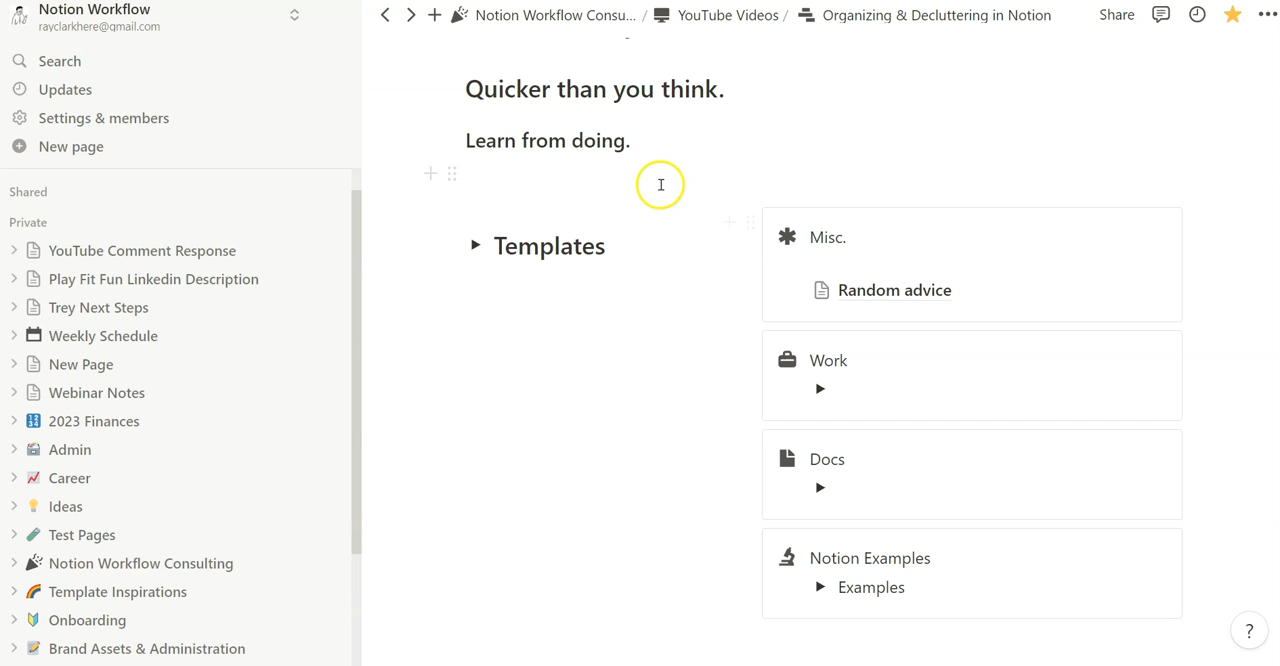 Notion Workflow
rayclarkhere@gmail.com
Search
Updates
Settings & members
New page
Shared
Private
YouTube Comment Response
Play Fit Fun Linkedin Description
Trey Next Steps
Weekly Schedule
New Page
Webinar Notes
2023 Finances
Admin
Career
Ideas
Test Pages
Notion Workflow Consulting
Template Inspirations
Onboarding
Brand Assets & Administration
Notion Workflow Consu... / YouTube Videos / Organizing & Decluttering in Notion
Share
Quicker than you think.
Learn from doing.
Templates
Misc.
Random advice
Work
Docs
Notion Examples
Examples
?